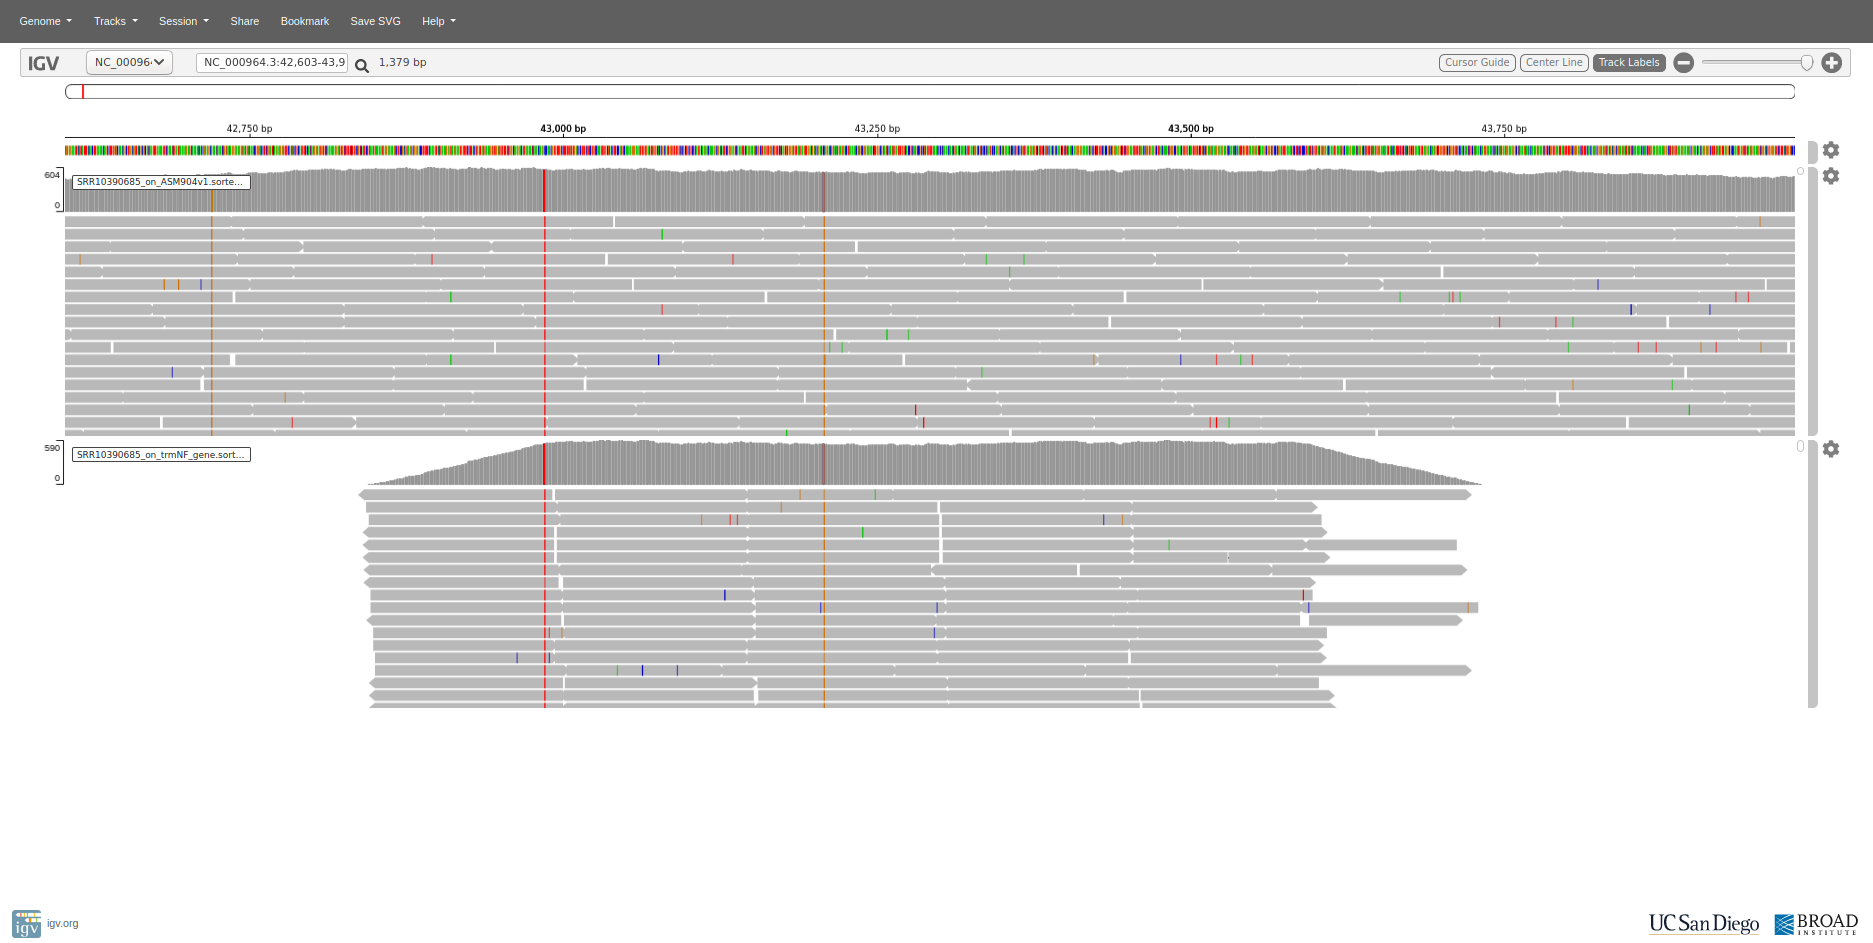 Genome Tracks Session Share Bookmark Save SVG Help
IGV NC_00096 NC_000964.3:42,603-43,9 1,379 bp Cursor Guide Center Line Track Labels
42,750 bp 43,000 bp 43,250 bp 43,500 bp 43,750 bp
604
SRR10390685_on_ASM904v1.sorte...
0
590
SRR10390685_on_trmNF_gene.sort...
0
igv igv.org UC San Diego BROAD
INSTITUTE